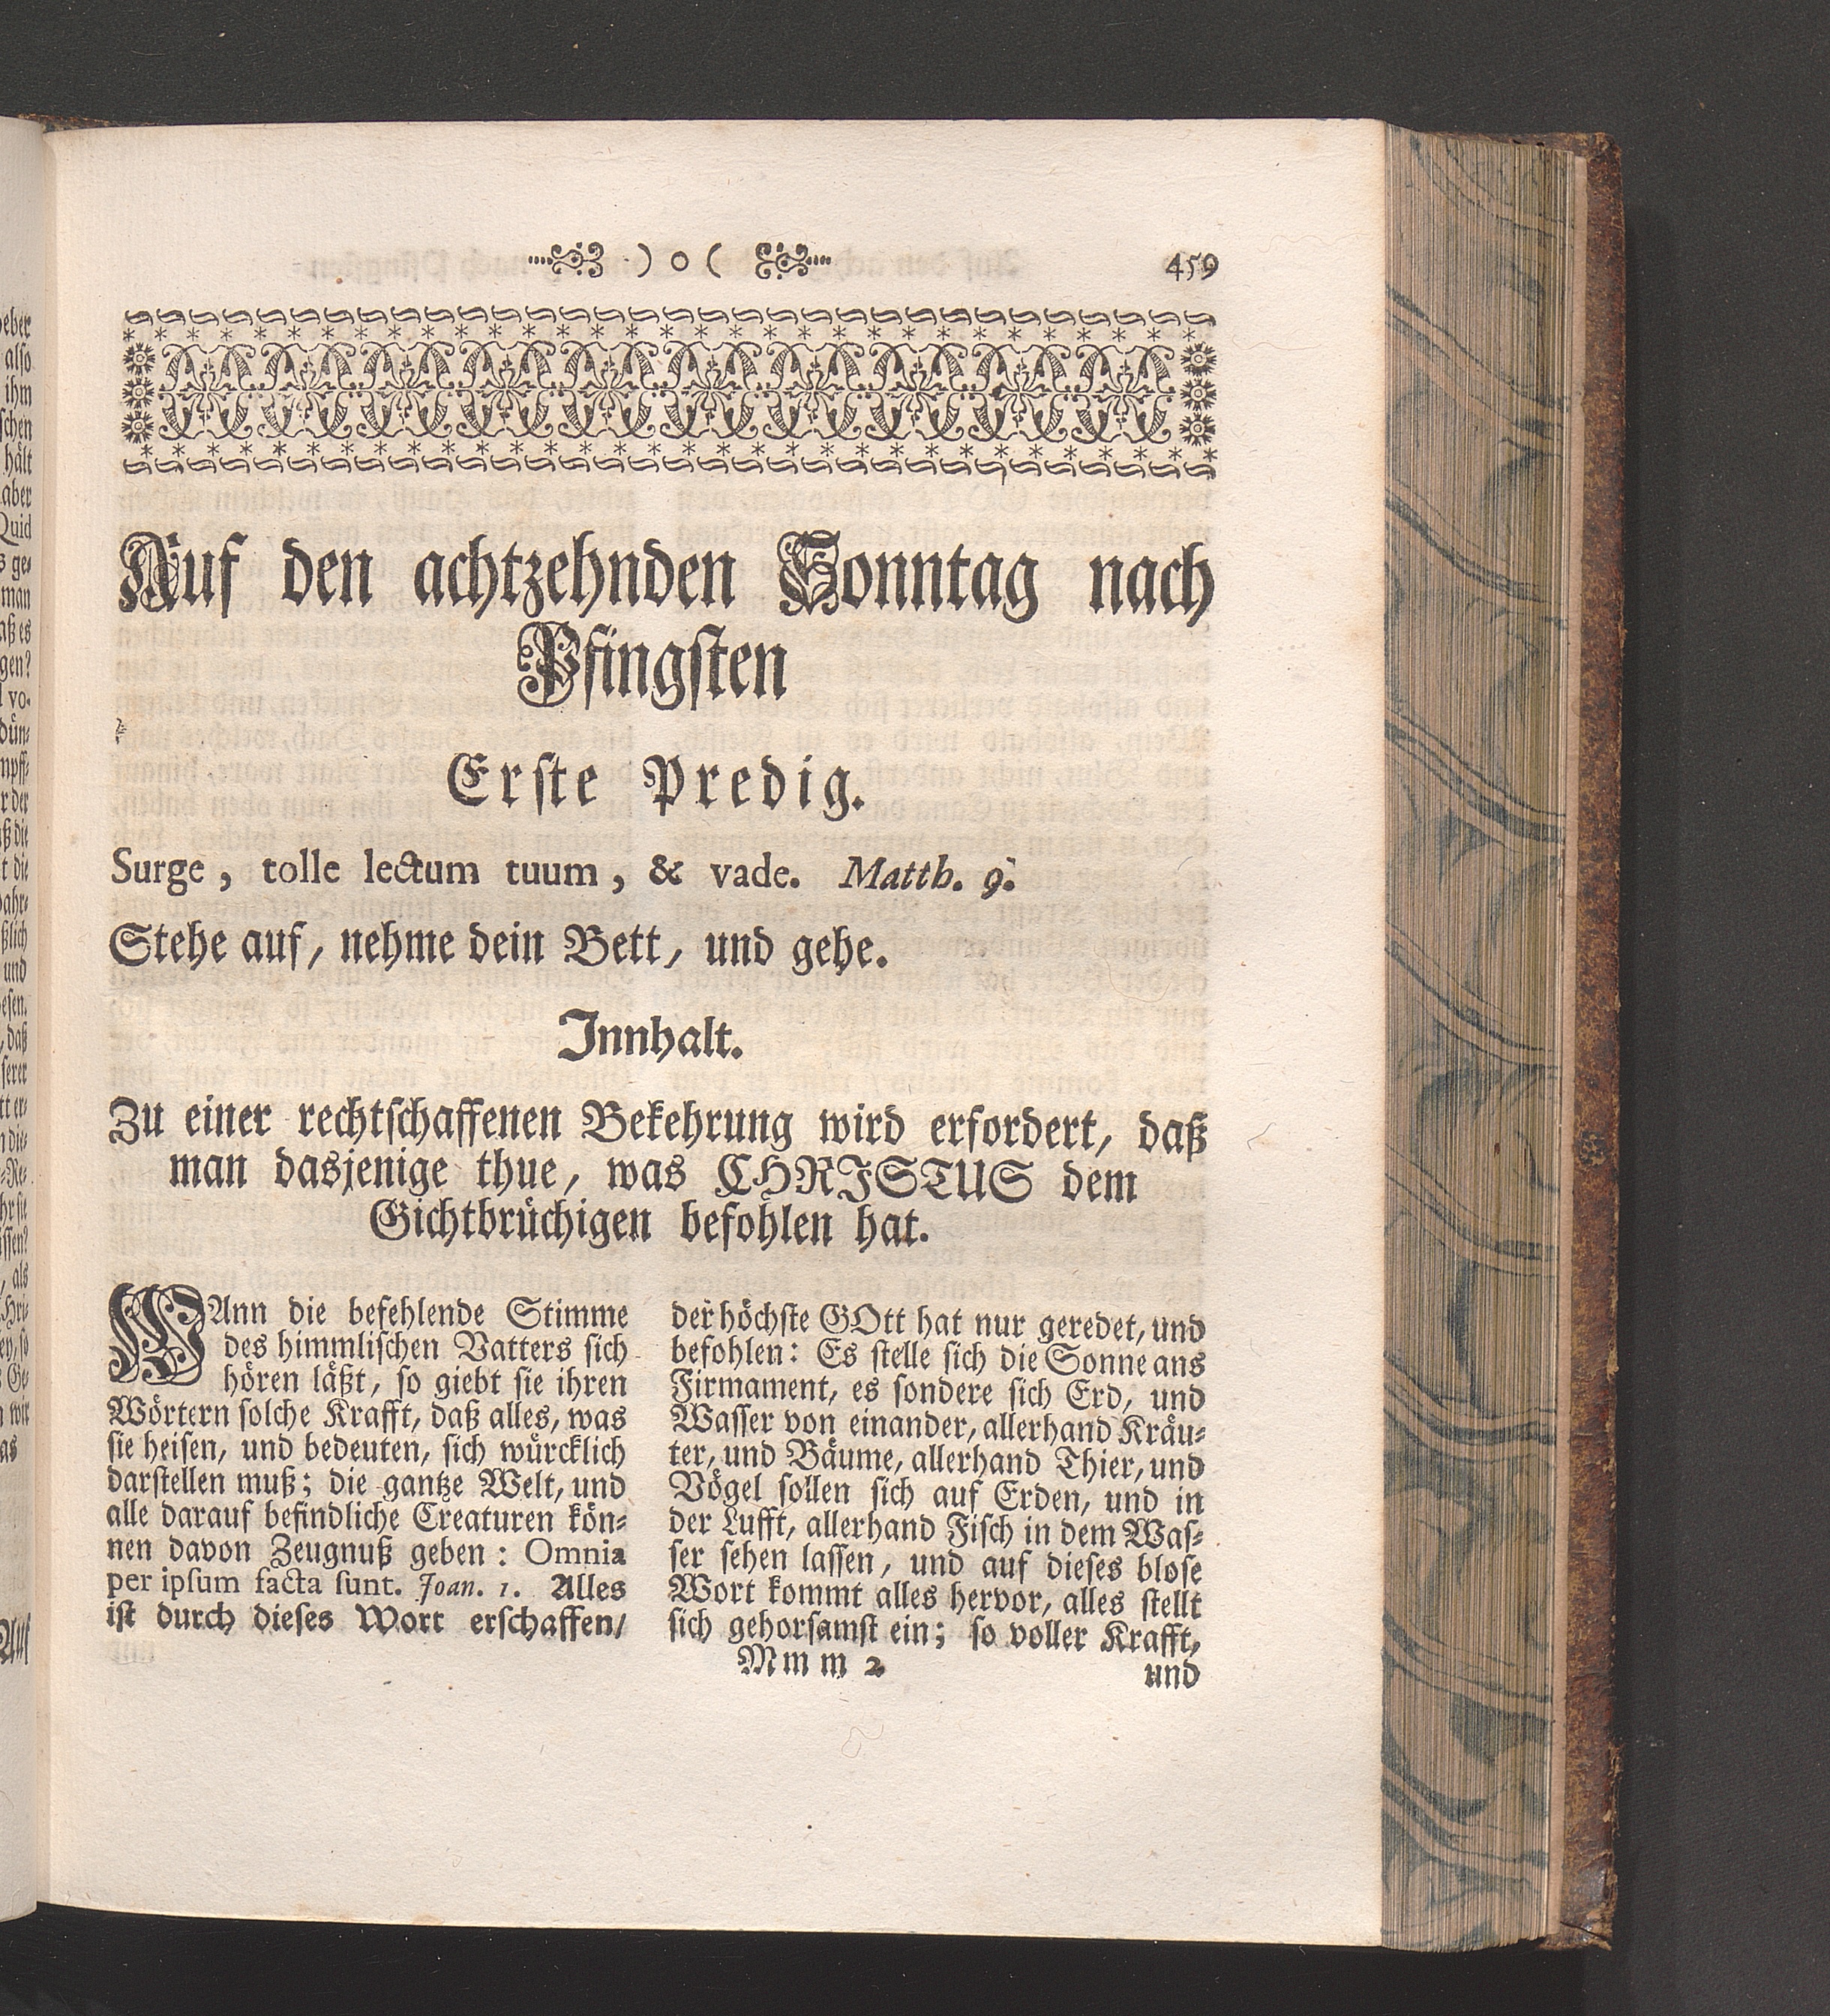 ) o (
459
Auf den achtzehnden Sonntag nach
Pfingsten
Erste Predig.
Surge, tolle lectum tuum, & vade. Matth. 9.
Stehe auf, nehme dein Bett, und gehe.
Innhalt.
Zu einer rechtschaffenen Bekehrung wird erfordert, daß
man dasjenige thue, was CHRISTUS dem
Gichtbrüchigen befohlen hat.
WAnn die befehlende Stimme
des himmlischen Vatters sich
hören läßt, so giebt sie ihren
Wörtern solche Krafft, daß alles, was
sie heisen, und bedeuten, sich würcklich
darstellen muß; die gantze Welt, und
alle darauf befindliche Creaturen kön-
nen davon Zeugnuß geben: Omnia
per ipsum facta sunt. Joan. 1. Alles
ist durch dieses Wort erschaffen/
der höchste GOtt hat nur geredet, und
befohlen: Es stelle sich die Sonne ans
Firmament, es sondere sich Erd, und
Wasser von einander, allerhand Kräu-
ter, und Bäume, allerhand Thier, und
Vögel sollen sich auf Erden, und in
der Lufft, allerhand Fisch in dem Was-
ser sehen lassen, und auf dieses blose
Wort kommt alles hervor, alles stellt
sich gehorsamst ein; so voller Krafft,
Mmm 2
und